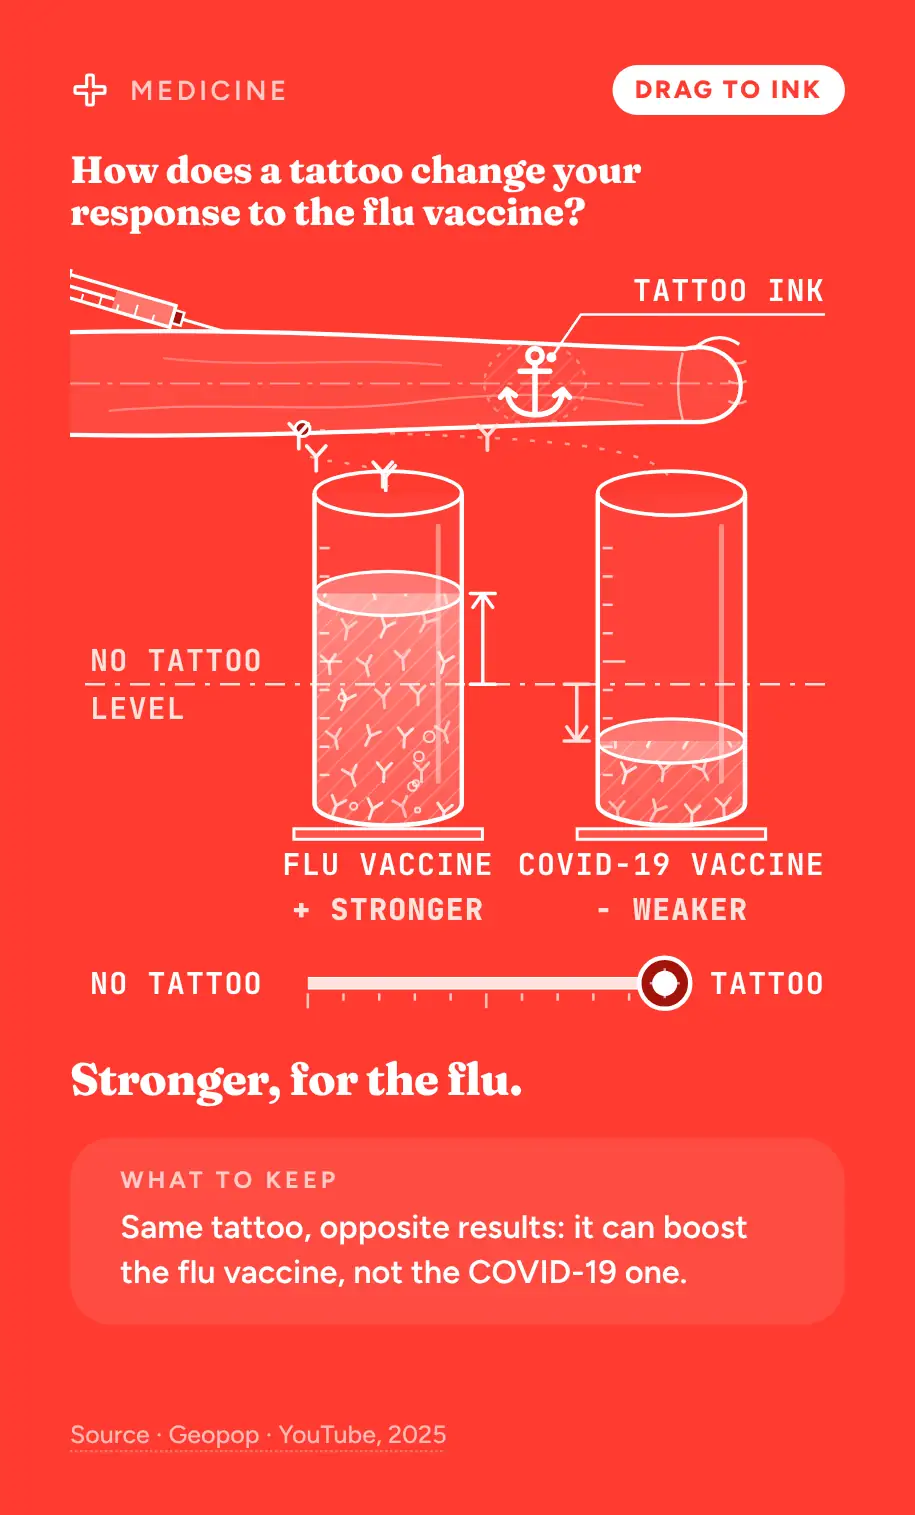 MEDICINE
DRAG TO INK
How does a tattoo change your
response to the flu vaccine?
TATTOO INK
NO TATTOO
LEVEL
FLU VACCINE
+ STRONGER
COVID-19 VACCINE
- WEAKER
NO TATTOO
TATTOO
Stronger, for the flu.
WHAT TO KEEP
Same tattoo, opposite results: it can boost
the flu vaccine, not the COVID-19 one.
Source · Geopop · YouTube, 2025